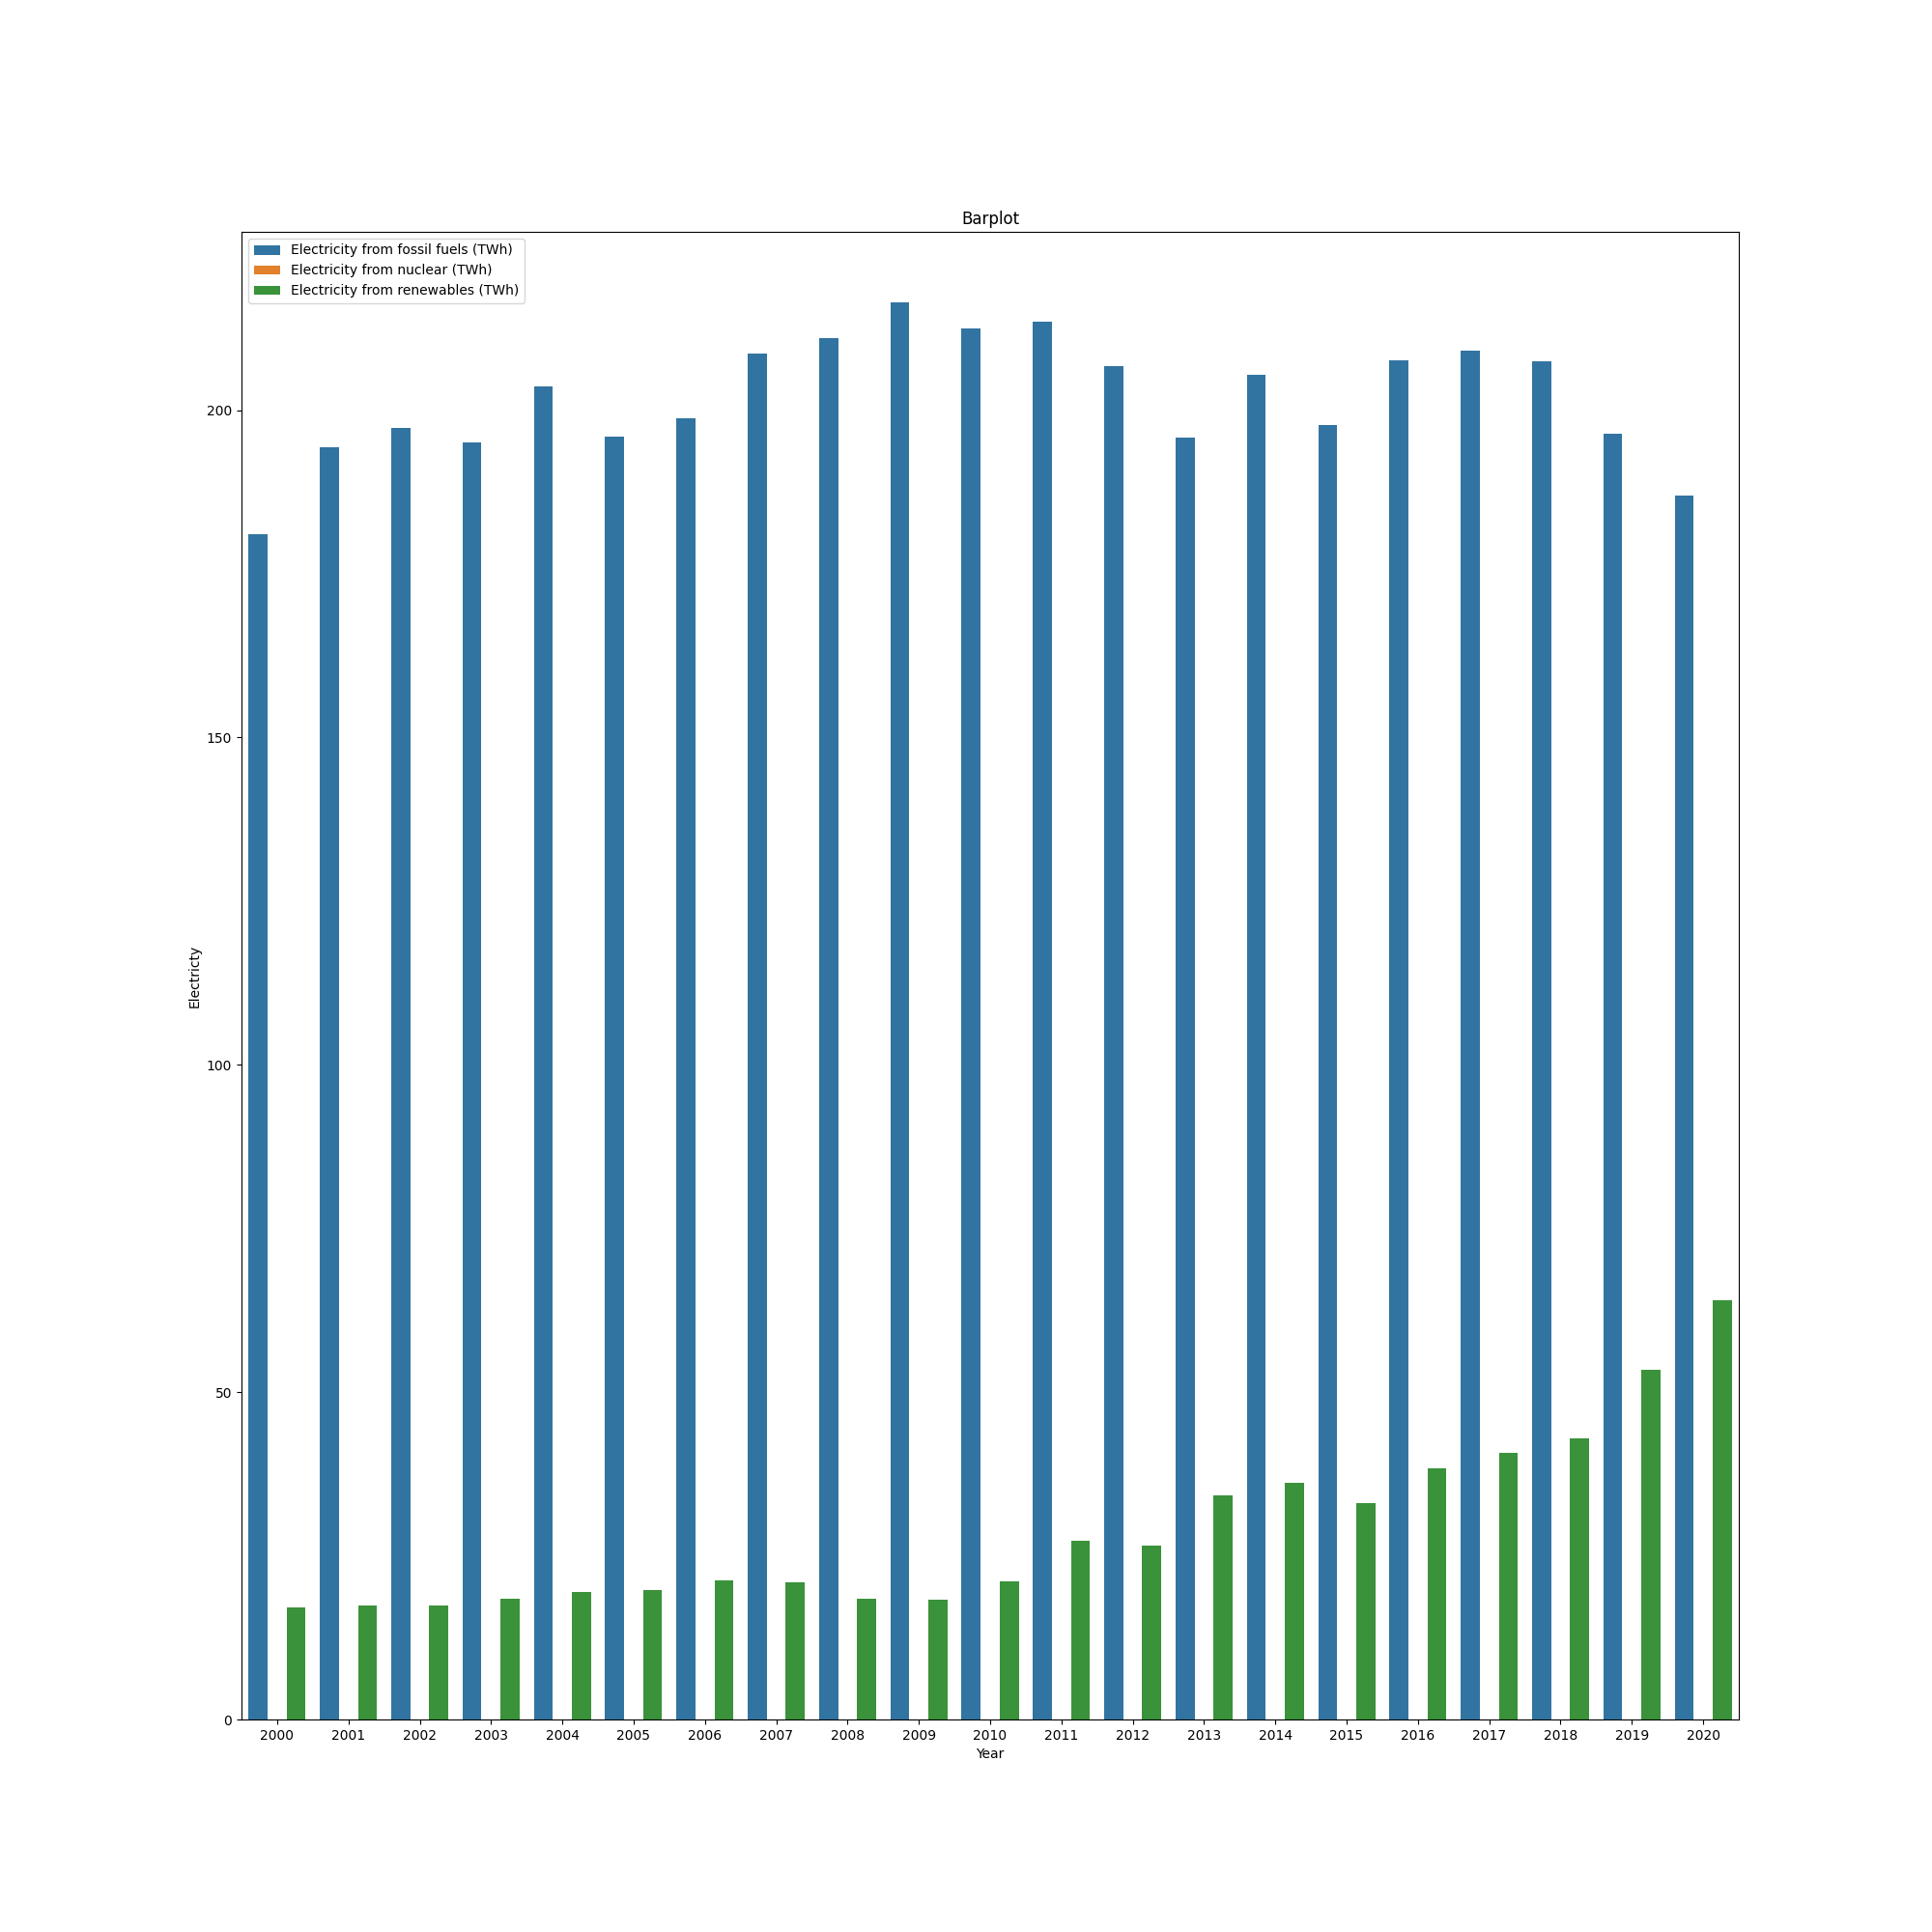 Barplot
Electricity from fossil fuels (TWh)
Electricity from nuclear (TWh)
Electricity from renewables (TWh)
200
150
Electricty
100
50
0
2000 2001 2002 2003 2004 2005 2006 2007 2008 2009 2010 2011 2012 2013 2014 2015 2016 2017 2018 2019 2020
Year